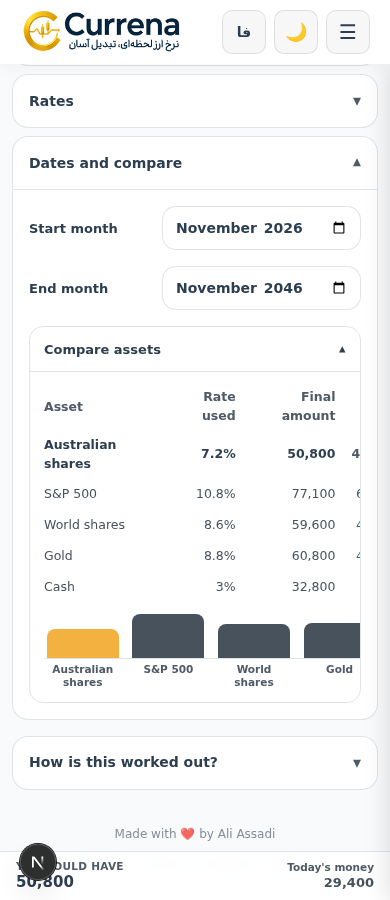 Currena
نرخ ارز لحظه‌ای، تبدیل آسان
فا
Rates
Dates and compare
Start month
November 2026
End month
November 2046
Compare assets
Asset Rate used Final amount
Australian shares 7.2% 50,800 4
S&P 500 10.8% 77,100
World shares 8.6% 59,600
Gold 8.8% 60,800
Cash 3% 32,800
Australian shares S&P 500 World shares Gold
How is this worked out?
Made with ❤️ by Ali Assadi
HAVE Today's money
50,800 29,400
N